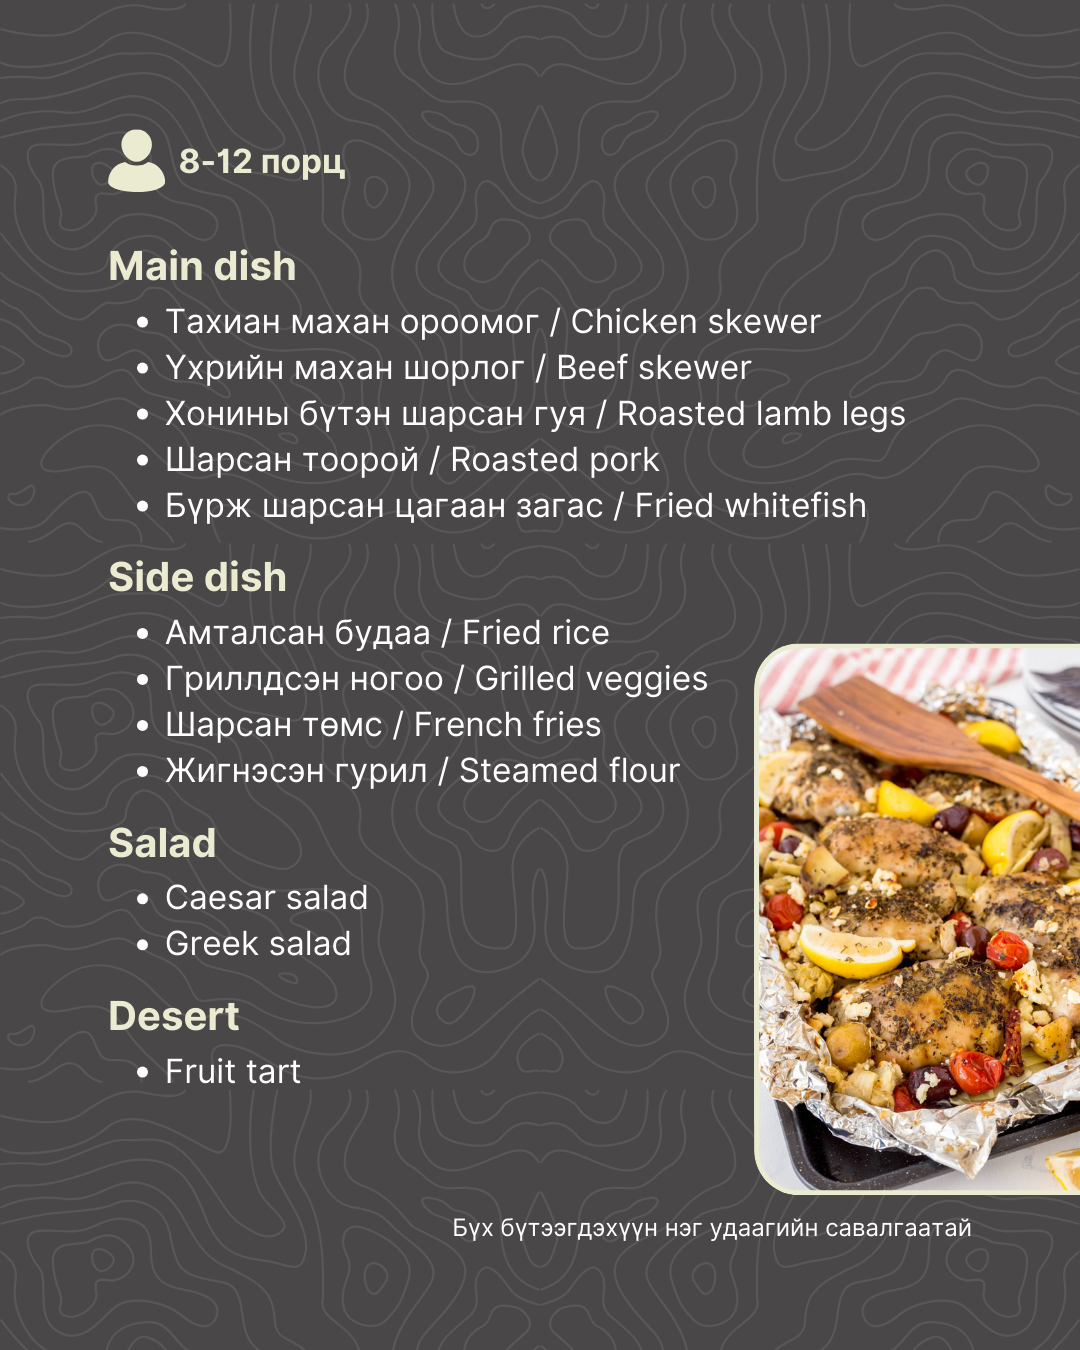 8-12 порц
Main dish
• Тахиан махан ороомог / Chicken skewer
• Үхрийн махан шорлог / Beef skewer
• Хонины бүтэн шарсан гуя / Roasted lamb legs
• Шарсан тоорой / Roasted pork
• Бүрж шарсан цагаан загас / Fried whitefish
Side dish
• Амталсан будаа / Fried rice
• Гриллдсэн ногоо / Grilled veggies
• Шарсан төмс / French fries
• Жигнэсэн гурил / Steamed flour
Salad
• Caesar salad
• Greek salad
Desert
• Fruit tart
Бүх бүтээгдэхүүн нэг удаагийн савалгаатай